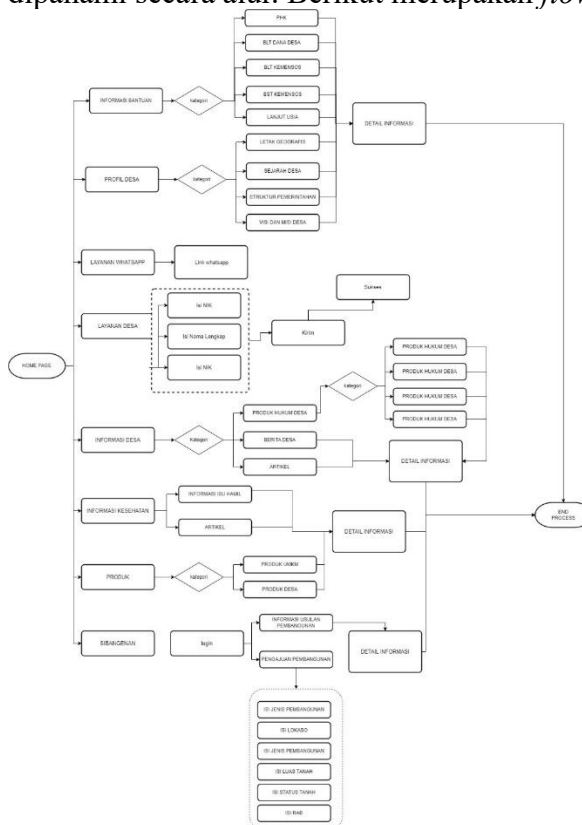 dipahami secara alur. Berikut merupakan flow
PHK
BLT DANA DESA
BLT KEMENSOS
BST KEMENSOS
LANJUT USIA
INFORMASI BANTUAN
kategori
DETAIL INFORMASI
LETAK GEOGRAFIS
SEJARAH DESA
STRUKTUR PEMERINTAHAN
VISI DAN MISI DESA
PROFIL DESA
kategori
LAYANAN WHATSAPP
Link whatsapp
LAYANAN DESA
Isi NIK
Isi Nama Lengkap
Isi NIK
Kirim
Sukses
HOME PAGE
INFORMASI DESA
Kategori
PRODUK HUKUM DESA
BERITA DESA
ARTIKEL
kategori
PRODUK HUKUM DESA
PRODUK HUKUM DESA
PRODUK HUKUM DESA
PRODUK HUKUM DESA
DETAIL INFORMASI
INFORMASI KESEHATAN
INFORMASI IBU HAMIL
ARTIKEL
DETAIL INFORMASI
END
PROCESS
PRODUK
kategori
PRODUK UMKM
PRODUK DESA
SIBANGENAN
login
INFORMASI USULAN
PEMBANGUNAN
PENGAJUAN PEMBANGUNAN
DETAIL INFORMASI
ISI JENIS PEMBANGUNAN
ISI LOKASO
ISI JENIS PEMBANGUNAN
ISI LUAS TANAH
ISI STATUS TANAH
ISI RAB